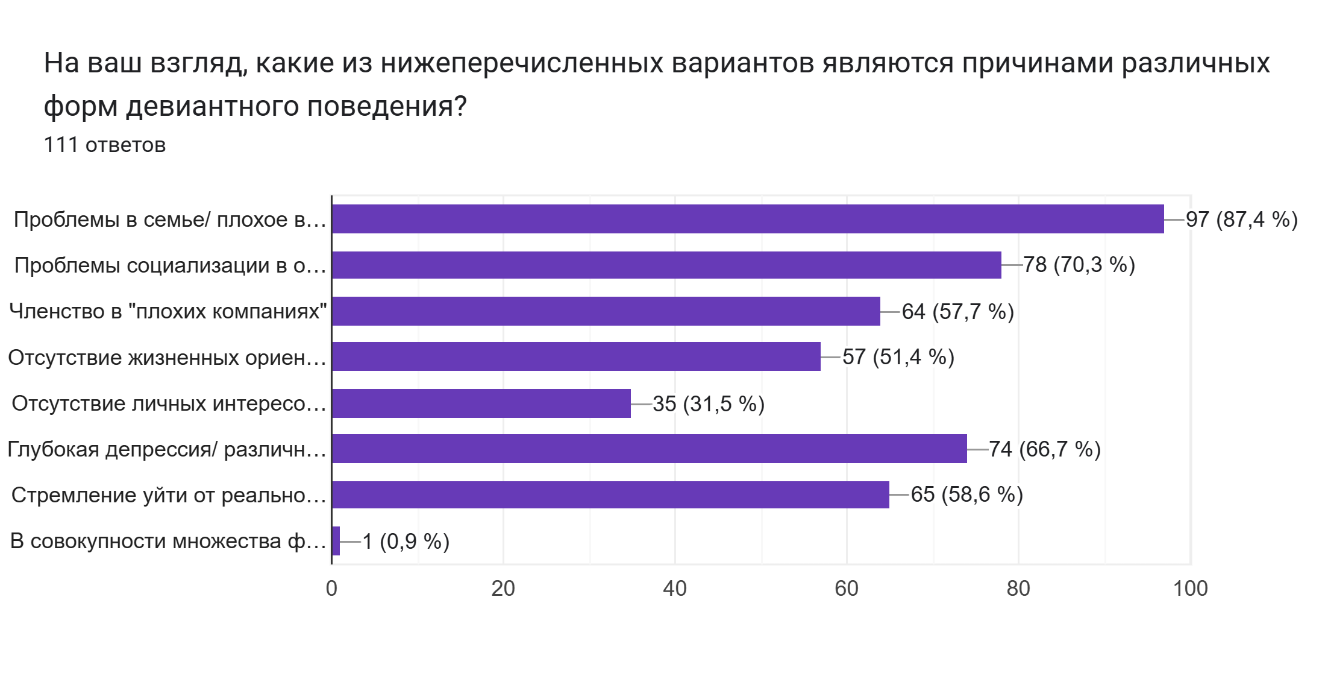 На ваш взгляд, какие из нижеперечисленных вариантов являются причинами различных
форм девиантного поведения?
111 ответов
Проблемы в семье/ плохое в… 97 (87,4 %)
Проблемы социализации в о… 78 (70,3 %)
Членство в "плохих компаниях" 64 (57,7 %)
Отсутствие жизненных ориен… 57 (51,4 %)
Отсутствие личных интересо… 35 (31,5 %)
Глубокая депрессия/ различн… 74 (66,7 %)
Стремление уйти от реально… 65 (58,6 %)
В совокупности множества ф… 1 (0,9 %)
0 20 40 60 80 100